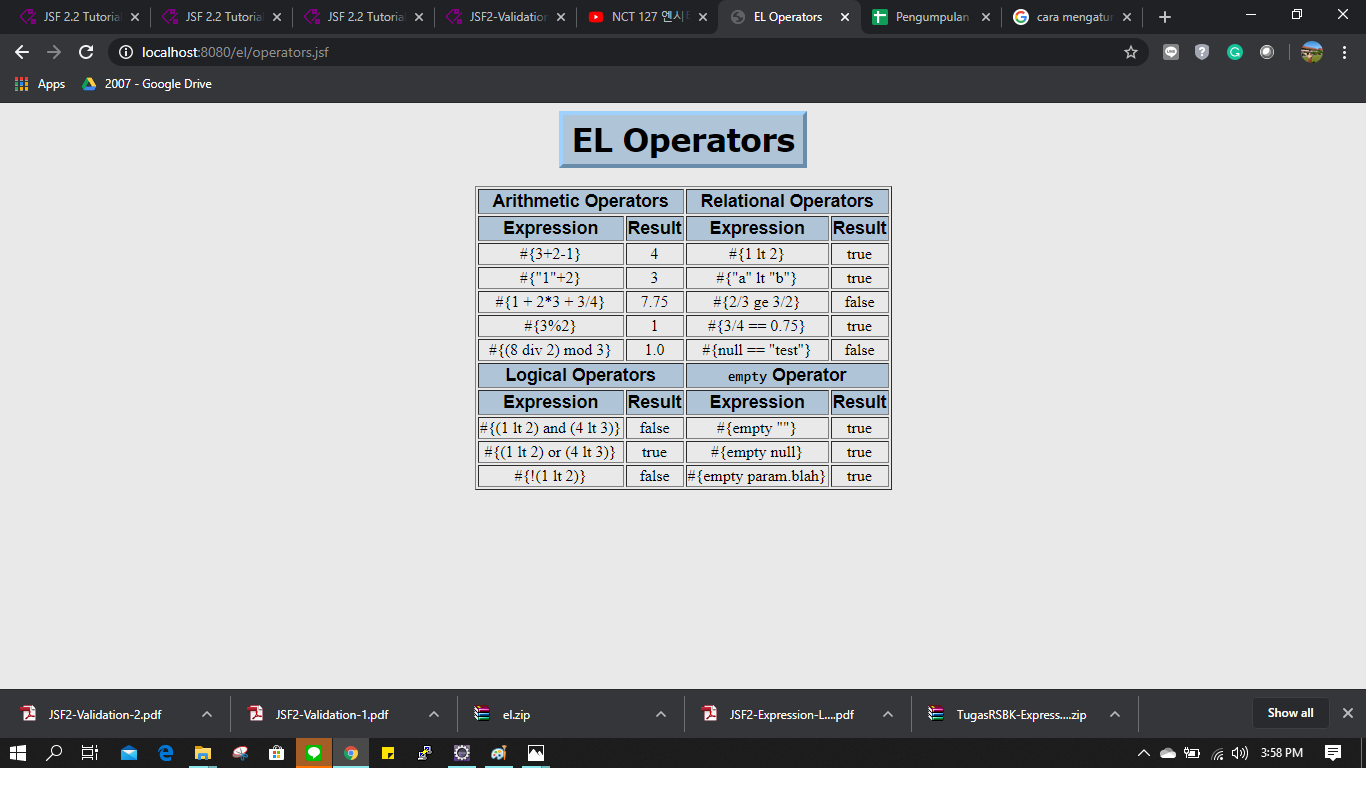 JSF 2.2 Tutorial
JSF 2.2 Tutorial
JSF 2.2 Tutorial
JSF2-Validation
NCT 127 엔시티
EL Operators
Pengumpulan
cara mengatur
localhost:8080/el/operators.jsf
Apps
2007 - Google Drive
EL Operators
Arithmetic Operators Relational Operators
Expression Result Expression Result
#{3+2-1} 4 #{1 lt 2} true
#{"1"+2} 3 #{"a" lt "b"} true
#{1 + 2*3 + 3/4} 7.75 #{2/3 ge 3/2} false
#{3%2} 1 #{3/4 == 0.75} true
#{(8 div 2) mod 3} 1.0 #{null == "test"} false
Logical Operators empty Operator
Expression Result Expression Result
#{(1 lt 2) and (4 lt 3)} false #{empty ""} true
#{(1 lt 2) or (4 lt 3)} true #{empty null} true
#{!(1 lt 2)} false #{empty param.blah} true
JSF2-Validation-2.pdf
JSF2-Validation-1.pdf
el.zip
JSF2-Expression-L....pdf
TugasRSBK-Express....zip
Show all
3:58 PM